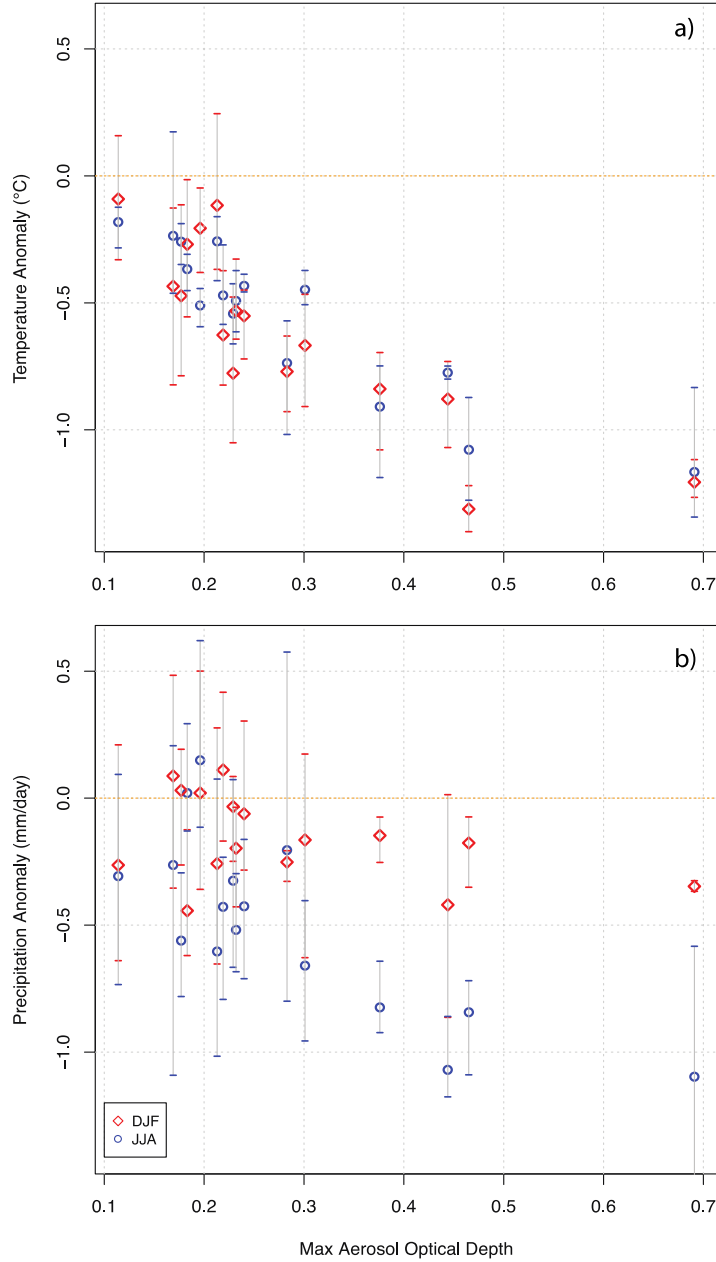 a)
0.5
0.0
−0.5
−1.0
Temperature Anomaly (°C)
0.1 0.2 0.3 0.4 0.5 0.6 0.7
b)
0.5
0.0
−0.5
−1.0
Precipitation Anomaly (mm/day)
DJF
JJA
0.1 0.2 0.3 0.4 0.5 0.6 0.7
Max Aerosol Optical Depth